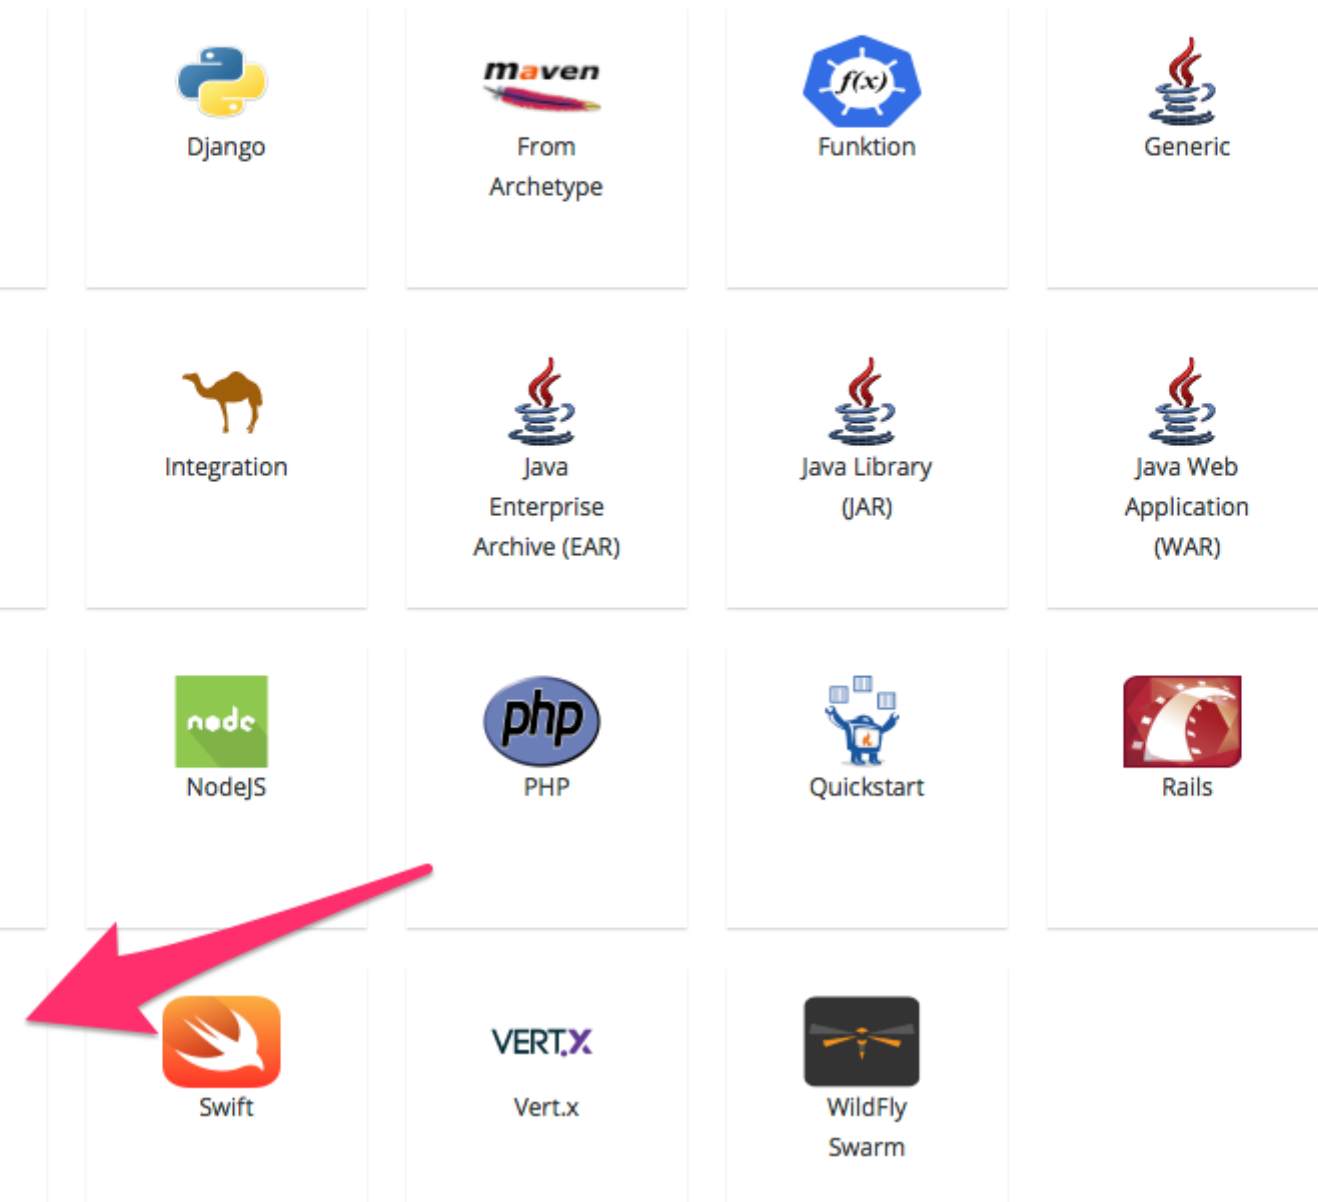 maven
f(x)
Django
From
Archetype
Funktion
Generic
Integration
Java
Enterprise
Archive (EAR)
Java Library
(JAR)
Java Web
Application
(WAR)
node
php
NodeJS
PHP
Quickstart
Rails
VERT.X
Swift
Vert.x
WildFly
Swarm